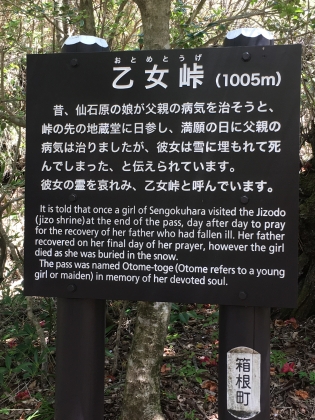 おとめとうげ
乙女峠 (1005m)
昔、仙石原の娘が父親の病気を治そうと、
峠の先の地蔵堂に日参し、満願の日に父親の
病気は治りましたが、彼女は雪に埋もれて死
んでしまった、と伝えられています。
彼女の霊を哀れみ、乙女峠と呼んでいます。
It is told that once a girl of Sengokuhara visited the Jizodo
(jizo shrine) at the end of the pass, day after day to pray
for the recovery of her father who had fallen ill. Her father
recovered on her final day of her prayer, however the girl
died as she was buried in the snow.
The pass was named Otome-toge (Otome refers to a young
girl or maiden) in memory of her devoted soul.
箱根町